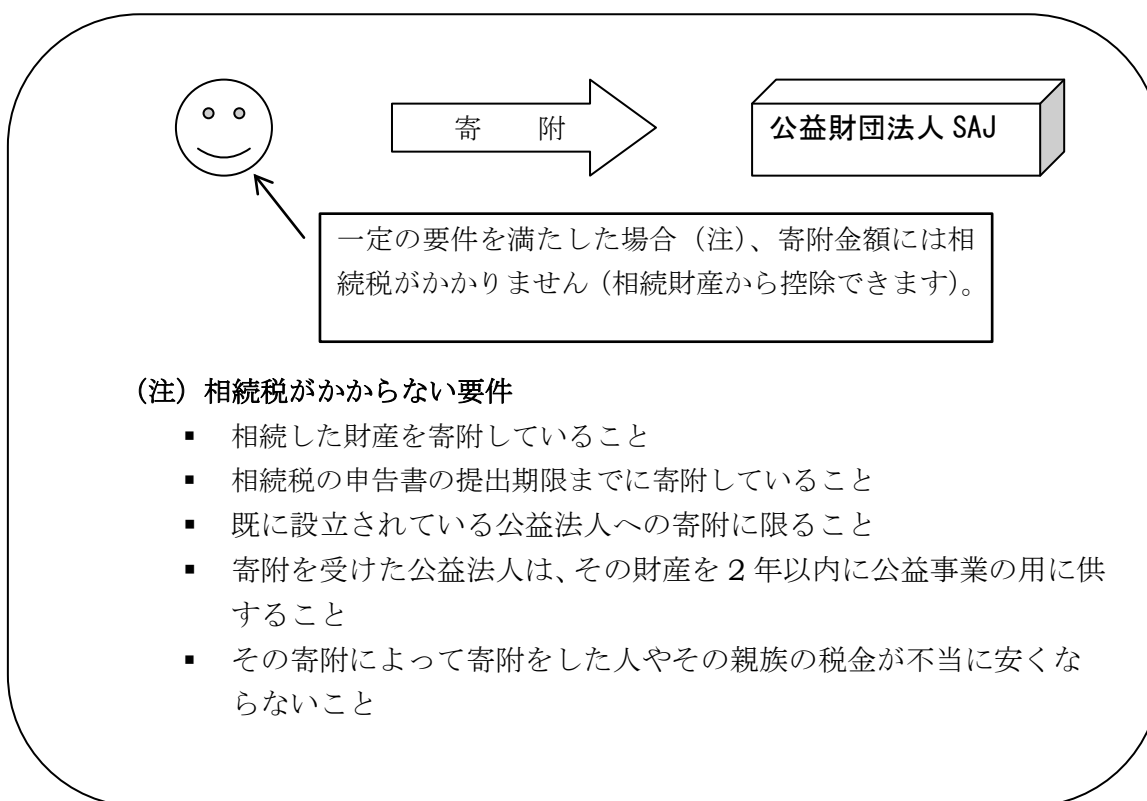 寄 附
公益財団法人 SAJ
一定の要件を満たした場合（注）、寄附金額には相
続税がかかりません（相続財産から控除できます）。
（注）相続税がかからない要件
▪ 相続した財産を寄附していること
▪ 相続税の申告書の提出期限までに寄附していること
▪ 既に設立されている公益法人への寄附に限ること
▪ 寄附を受けた公益法人は、その財産を 2 年以内に公益事業の用に供
すること
▪ その寄附によって寄附をした人やその親族の税金が不当に安くな
らないこと